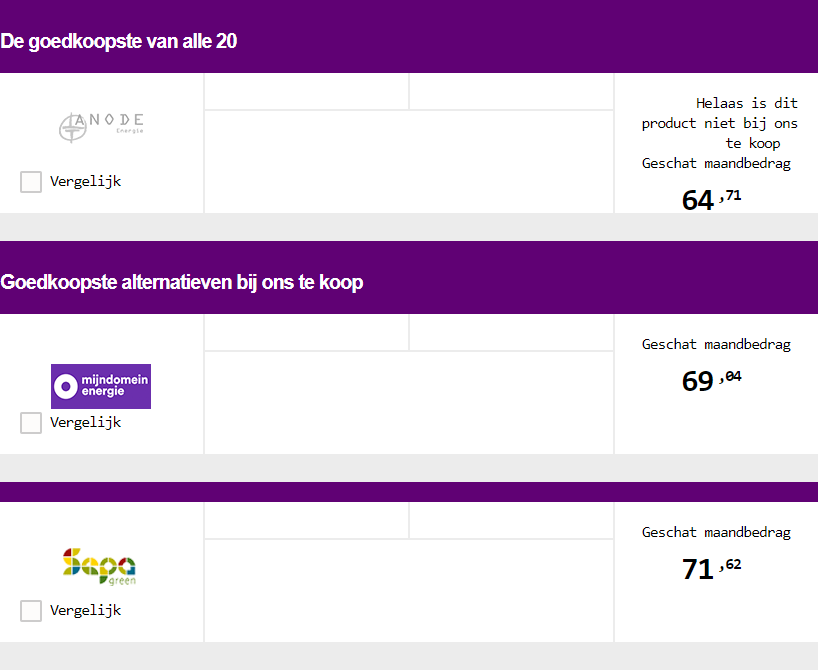 De goedkoopste van alle 20
ANODE
Energie
Helaas is dit
product niet bij ons
te koop
Vergelijk
Geschat maandbedrag
64,71
Goedkoopste alternatieven bij ons te koop
mijndomein
energie
Vergelijk
Geschat maandbedrag
69,04
Sepa
green
Vergelijk
Geschat maandbedrag
71,62